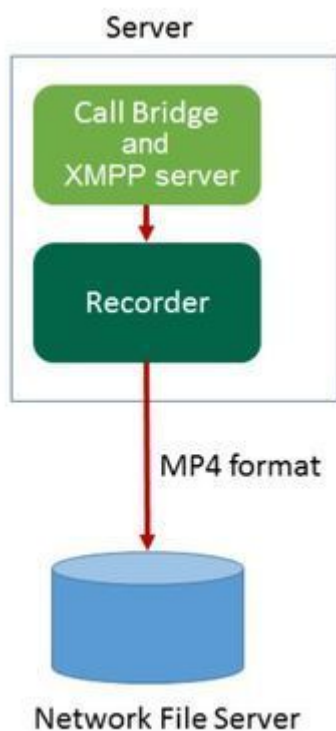 Server
Call Bridge
and
XMPP server
Recorder
MP4 format
Network File Server